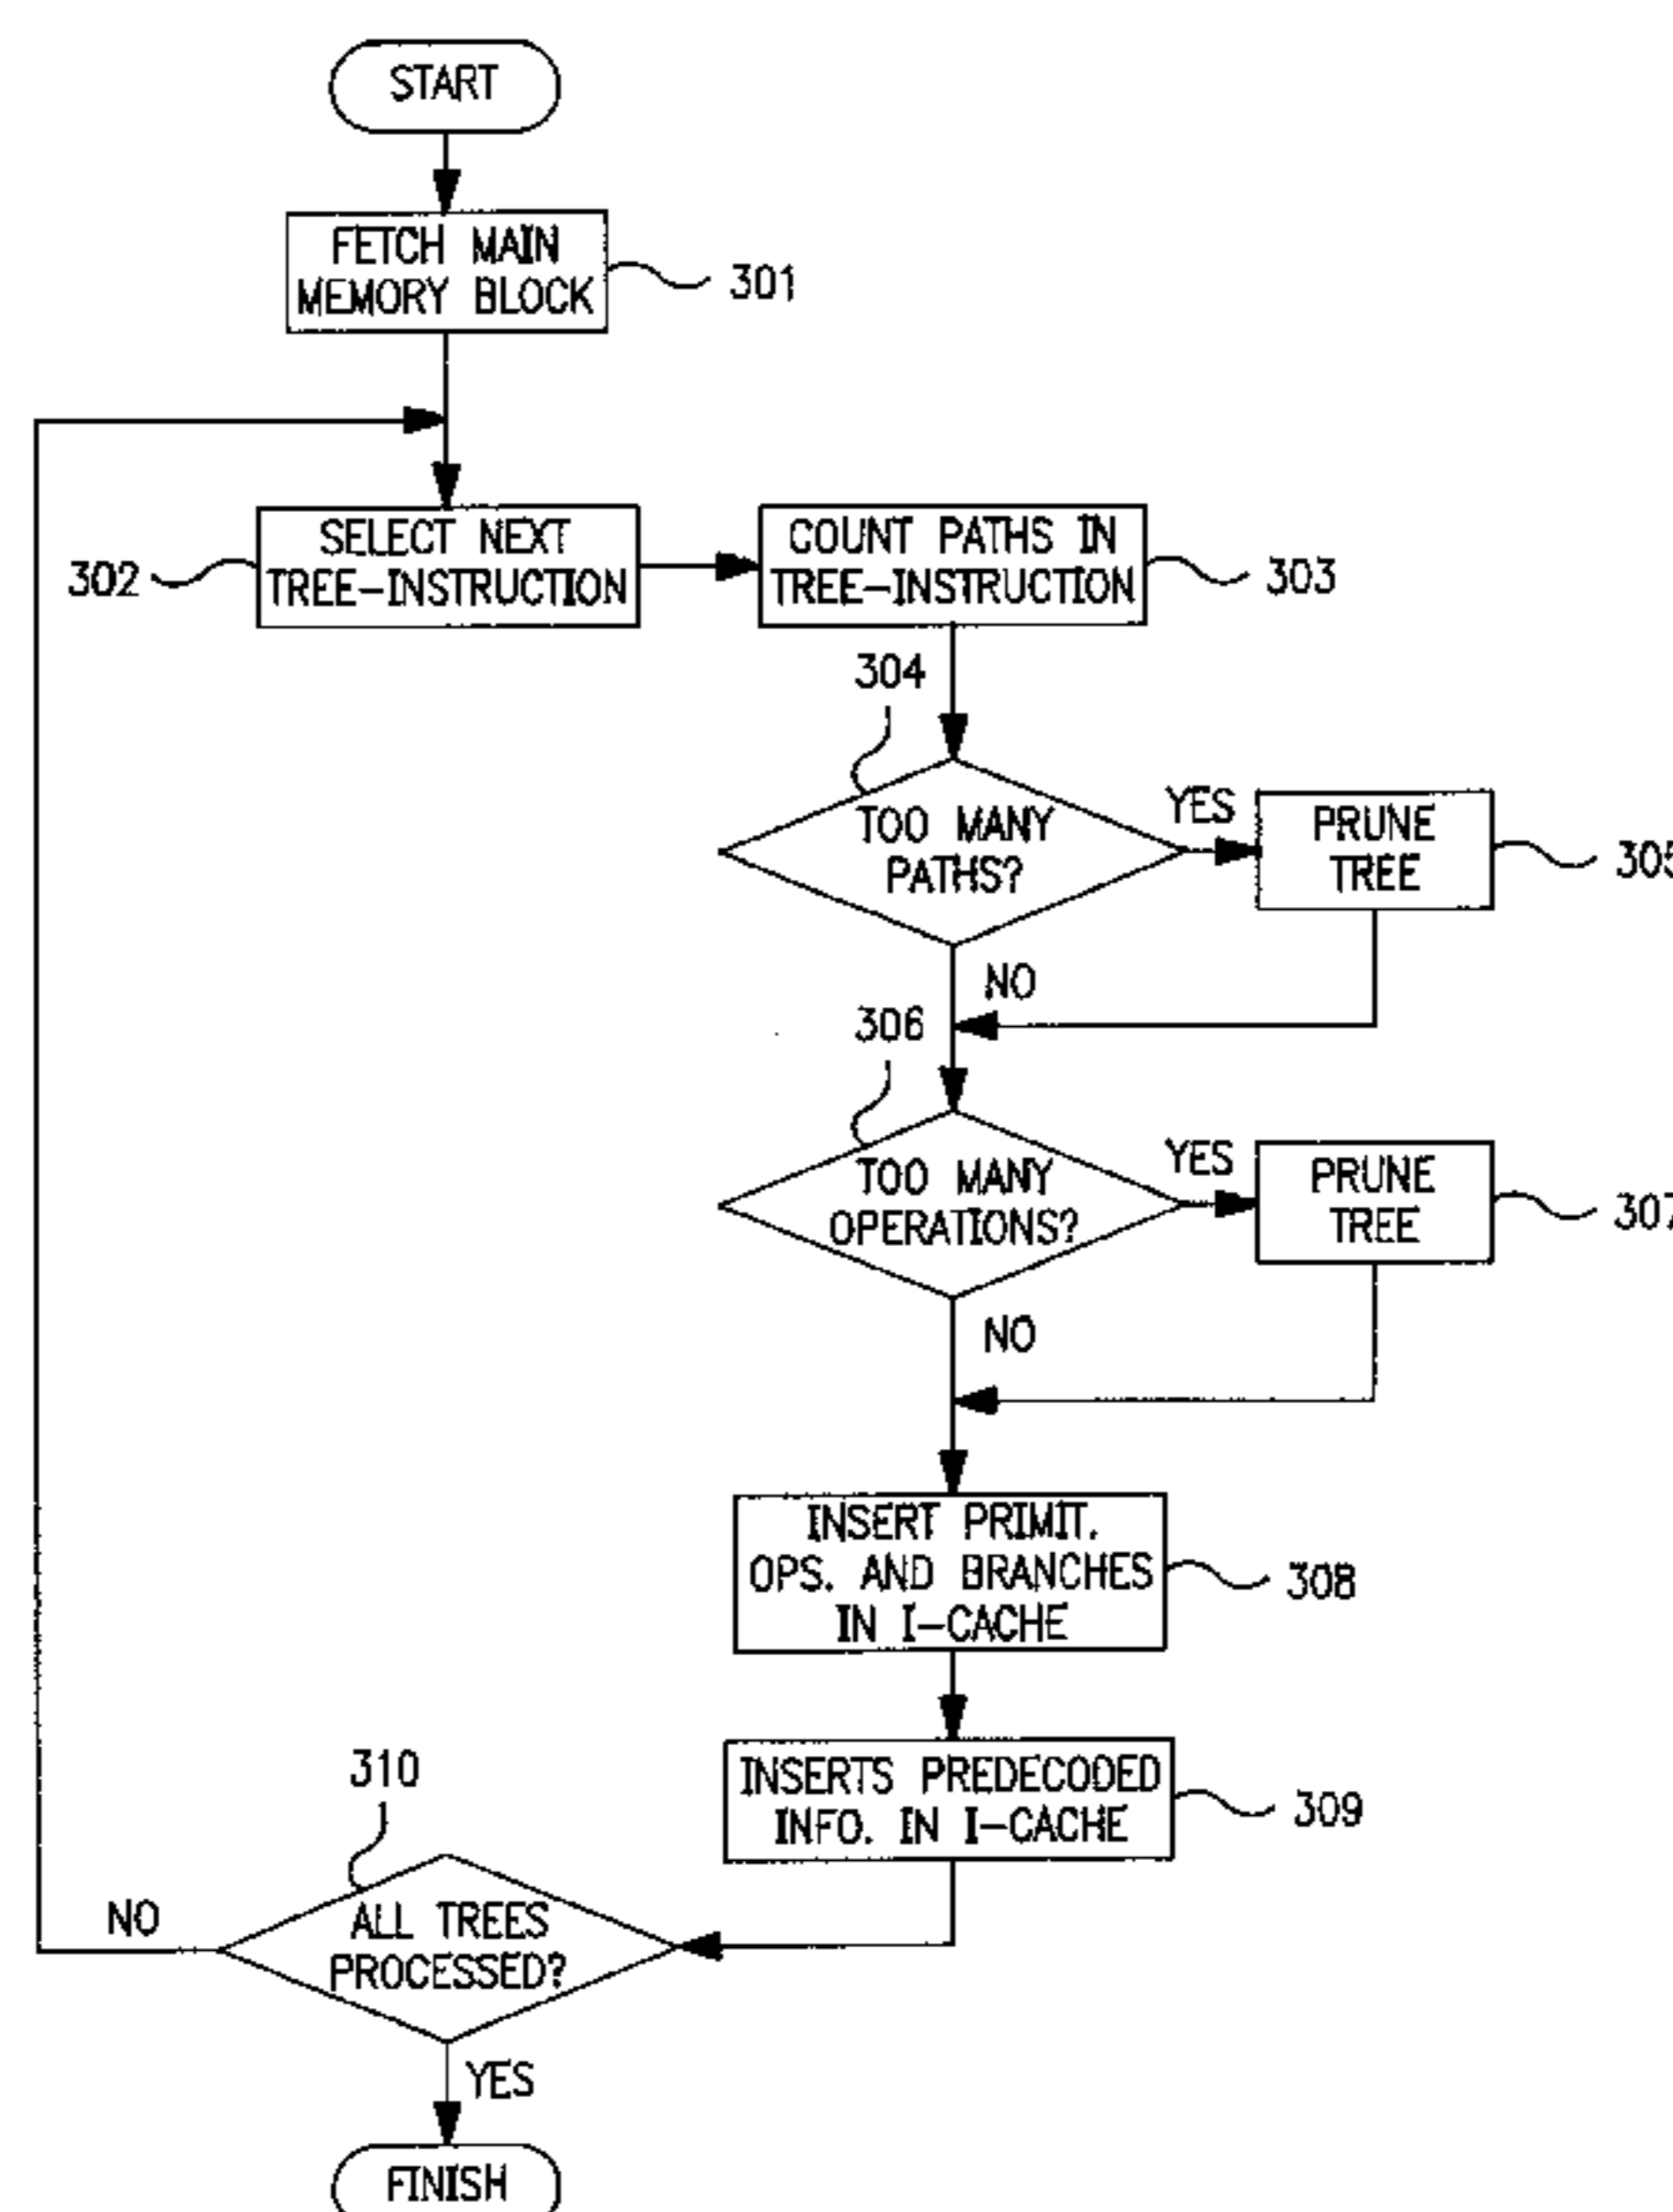 START
FETCH MAIN
MEMORY BLOCK
301
SELECT NEXT
TREE-INSTRUCTION
302
COUNT PATHS IN
TREE-INSTRUCTION
303
304
TOO MANY
PATHS?
YES
PRUNE
TREE
305
NO
306
TOO MANY
OPERATIONS?
YES
PRUNE
TREE
307
NO
INSERT PRIMIT.
OPS. AND BRANCHES
IN I-CACHE
308
INSERTS PREDECODED
INFO. IN I-CACHE
309
310
ALL TREES
PROCESSED?
NO
YES
FINISH